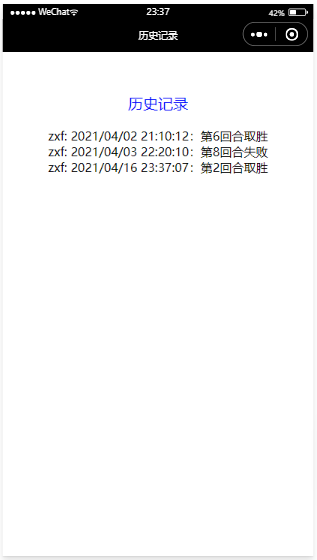 WeChat 23:37 42%
历史记录
历史记录
zxf: 2021/04/02 21:10:12：第6回合取胜
zxf: 2021/04/03 22:20:10：第8回合失败
zxf: 2021/04/16 23:37:07：第2回合取胜